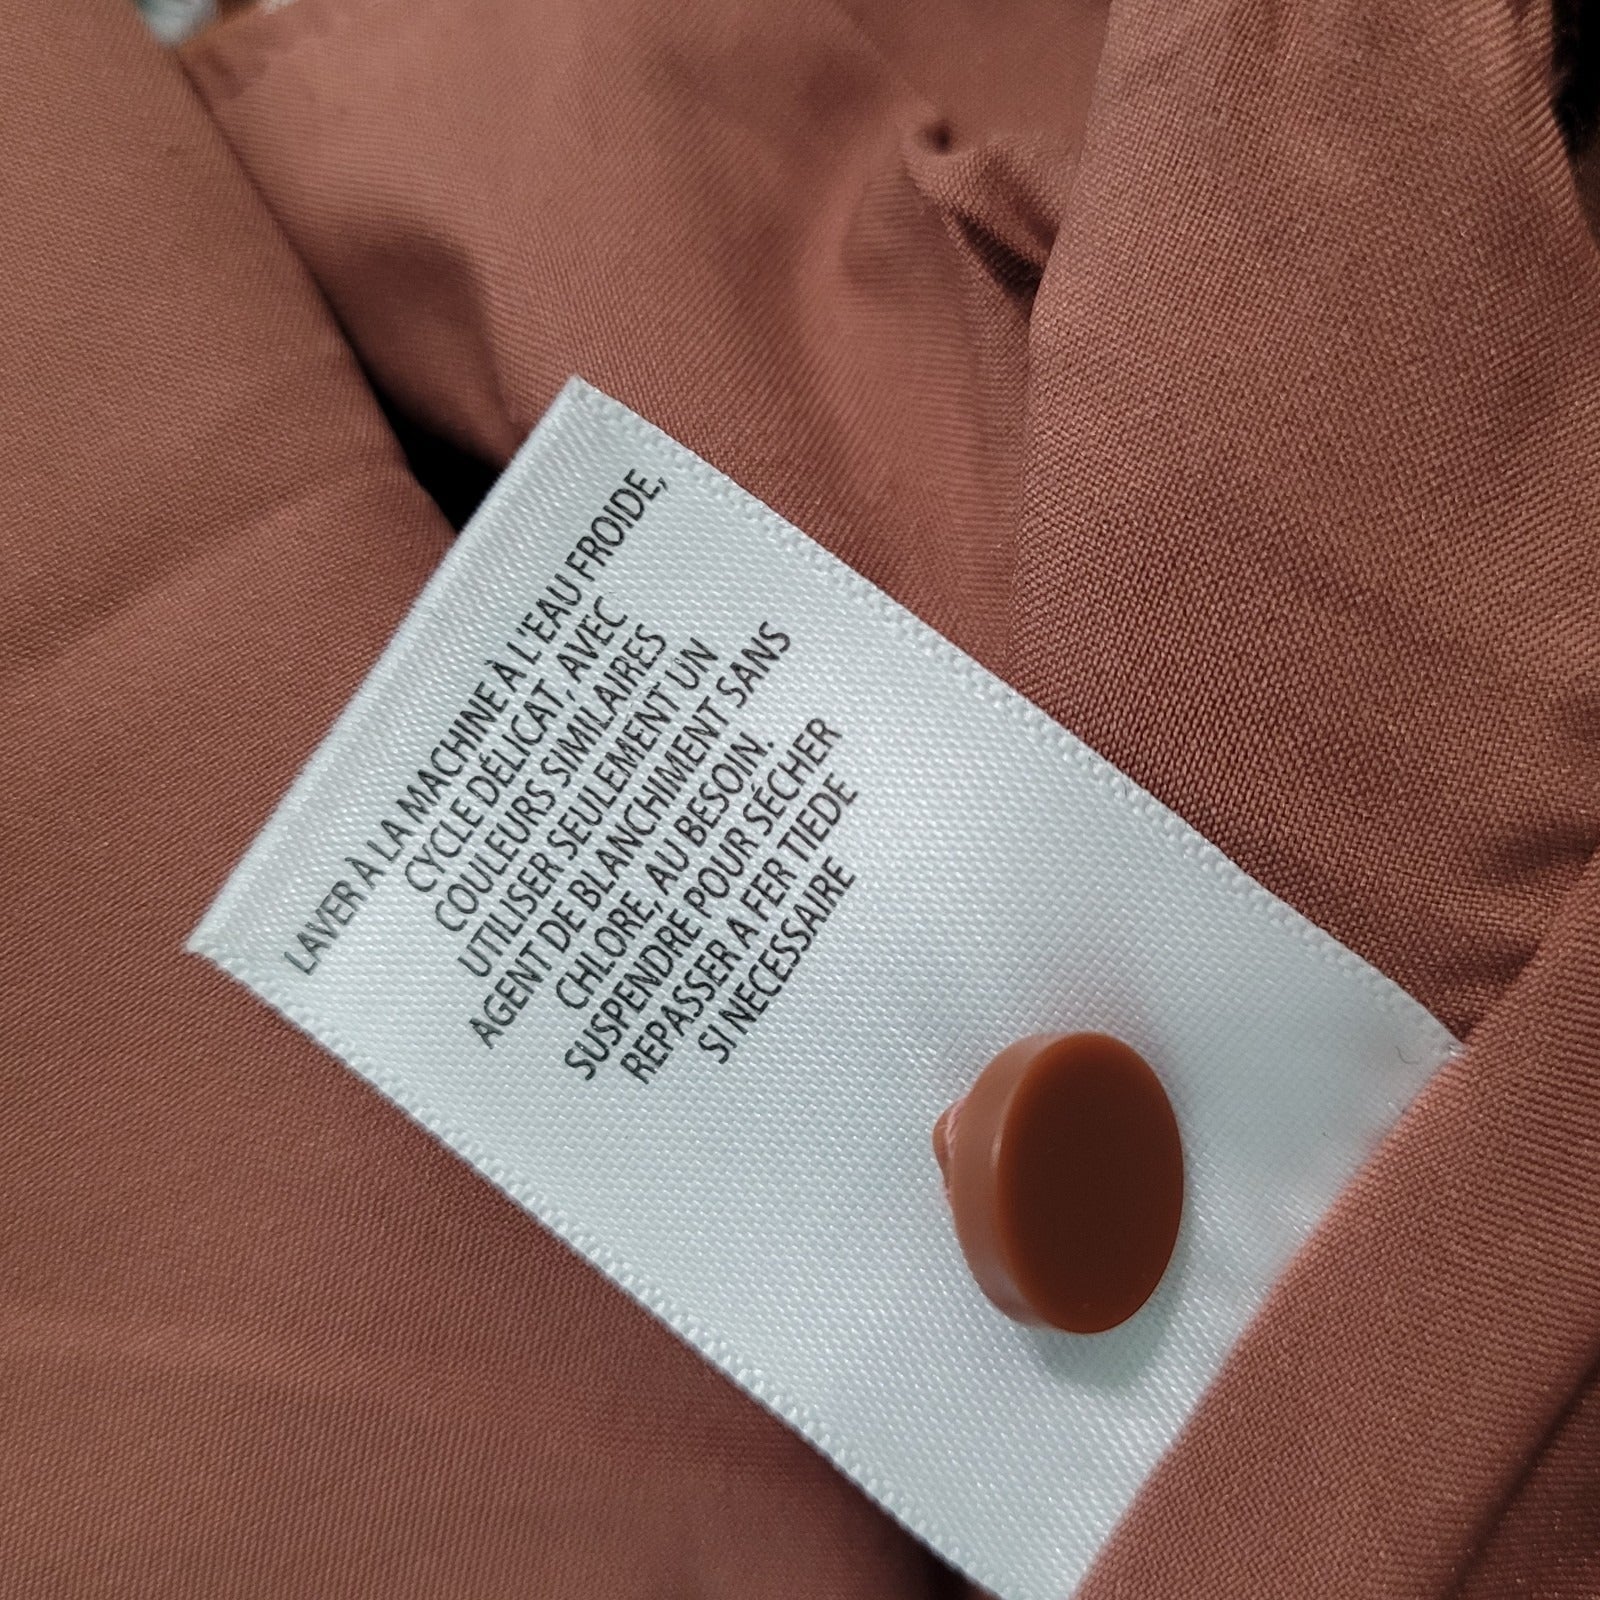 LAVER À LA MACHINE À L'EAU FROIDE,
CYCLE DÉLICAT, AVEC
COULEURS SIMILAIRES
UTILISER SEULEMENT UN
AGENT DE BLANCHIMENT SANS
CHLORE, AU BESOIN.
SUSPENDRE POUR SÉCHER
REPASSER A FER TIEDE
SI NECESSAIRE